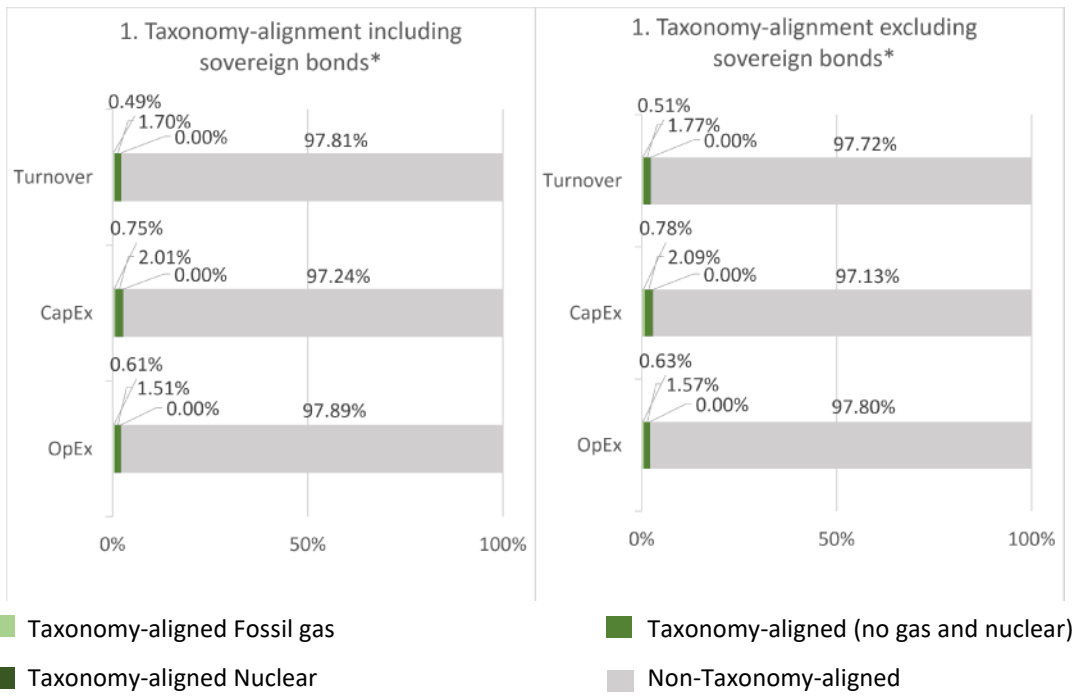 1. Taxonomy-alignment including
sovereign bonds*
0.49%
1.70%
0.00%
97.81%
Turnover
0.75%
2.01%
0.00%
97.24%
CapEx
0.61%
1.51%
0.00%
97.89%
OpEx
0%
50%
100%
1. Taxonomy-alignment excluding
sovereign bonds*
0.51%
1.77%
0.00%
97.72%
Turnover
0.78%
2.09%
0.00%
97.13%
CapEx
0.63%
1.57%
0.00%
97.80%
OpEx
0%
50%
100%
Taxonomy-aligned Fossil gas
Taxonomy-aligned (no gas and nuclear)
Taxonomy-aligned Nuclear
Non-Taxonomy-aligned